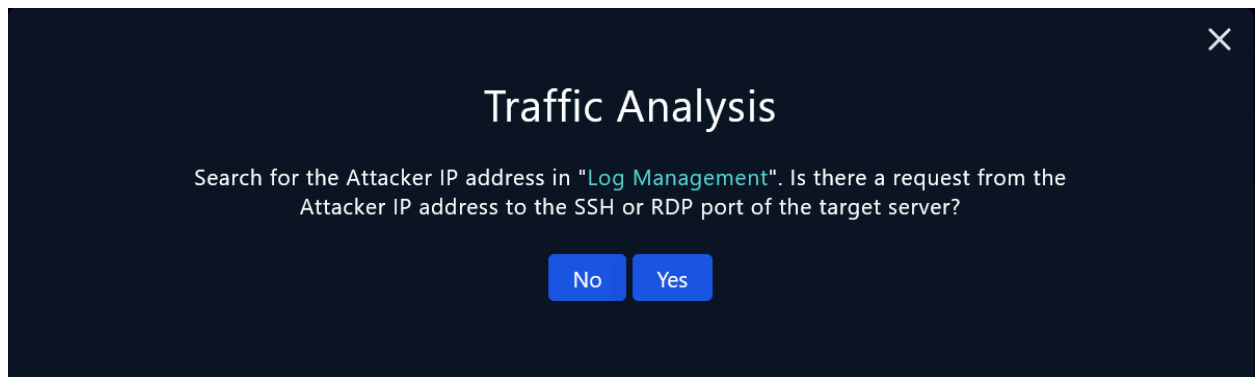 Traffic Analysis
Search for the Attacker IP address in "Log Management". Is there a request from the
Attacker IP address to the SSH or RDP port of the target server?
No Yes